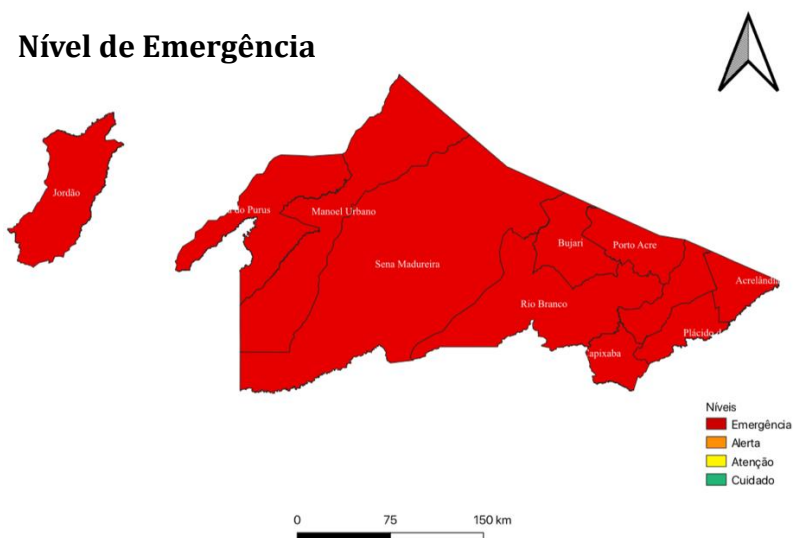 Nível de Emergência
Jordão
a do Purus
Manoel Urbano
Sena Madureira
Bujari
Porto Acre
Acrelândia
Rio Branco
Plácido d
apixaba
Níveis
Emergência
Alerta
Atenção
Cuidado
0 75 150 km